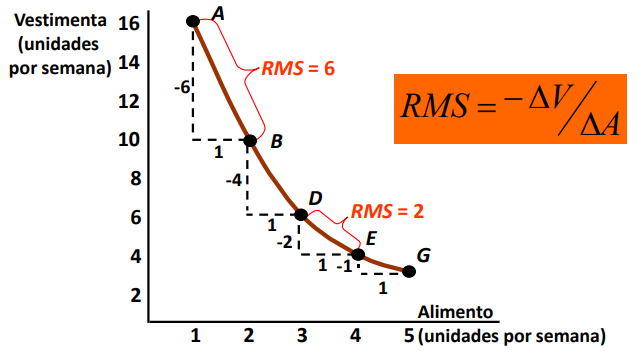 Vestimenta
(unidades
por semana)
16
14
12
10
8
6
4
2
A
RMS = 6
-6
1
B
-4
1
D
RMS = 2
-2
1
E
-1
1
G
RMS = -ΔV/ΔA
Alimento
1 2 3 4 5 (unidades por semana)